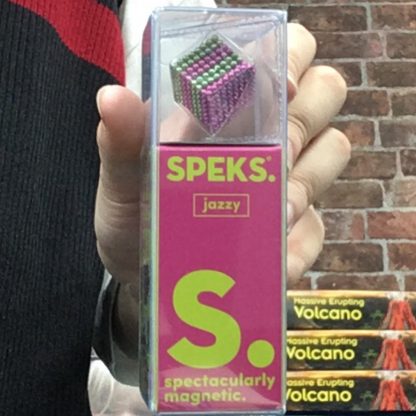 SPEKS®
jazzy
S.
spectacularly
magnetic.
Massive Erupting
Volcano
Massive Erupting
Volcano
Massive Erupting
Volcano